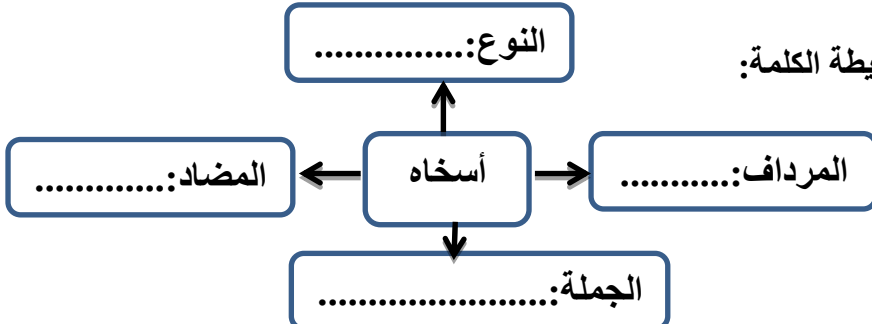 النوع:...............
يطة الكلمة:
المرداف:...........
أسخاه
المضاد:.............
الجملة:.......................